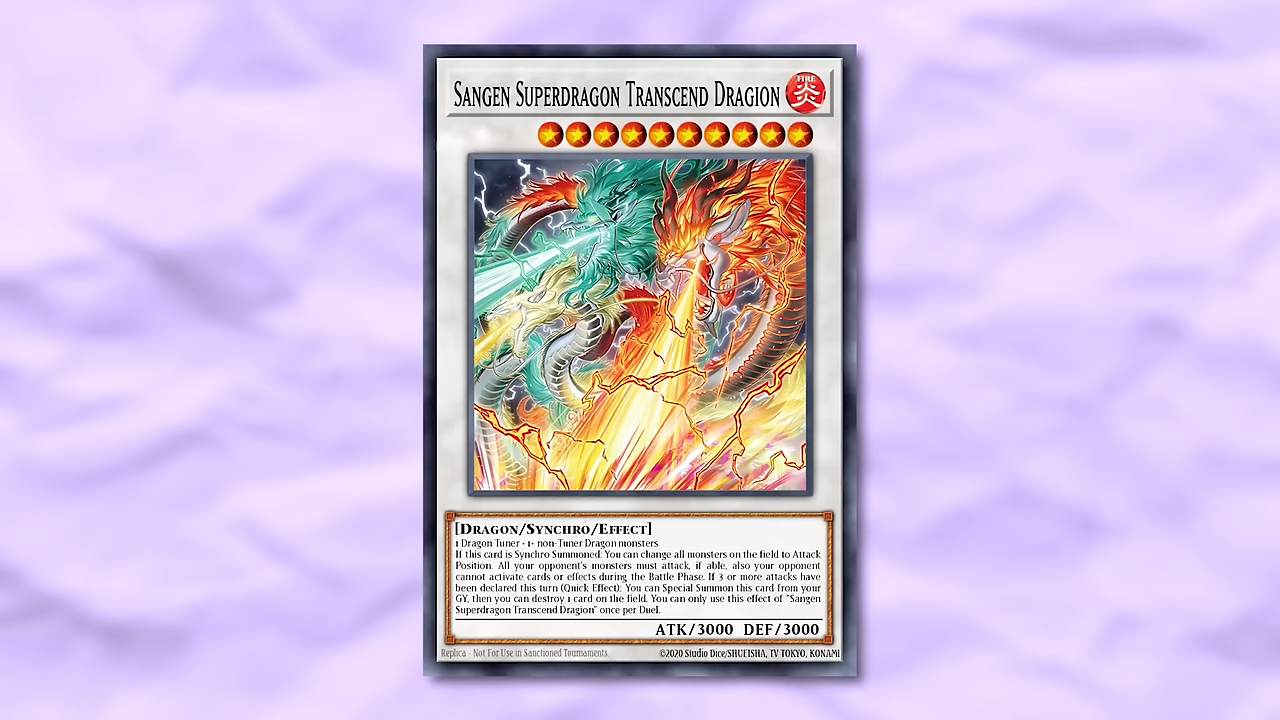 SANGEN SUPERDRAGON TRANSCEND DRAGION
FIRE
炎
[DRAGON/SYNCHRO/EFFECT]
1 Dragon Tuner + 1+ non-Tuner Dragon monsters
If this card is Synchro Summoned: You can change all monsters on the field to Attack
Position. All your opponent's monsters must attack, if able, also your opponent
cannot activate cards or effects during the Battle Phase. If 3 or more attacks have
been declared this turn (Quick Effect): You can Special Summon this card from your
GY, then you can destroy 1 card on the field. You can only use this effect of "Sangen
Superdragon Transcend Dragion" once per Duel.
ATK/3000 DEF/3000
Replica - Not For Use in Sanctioned Tournaments
©2020 Studio Dice/SHUEISHA, TV TOKYO, KONAMI